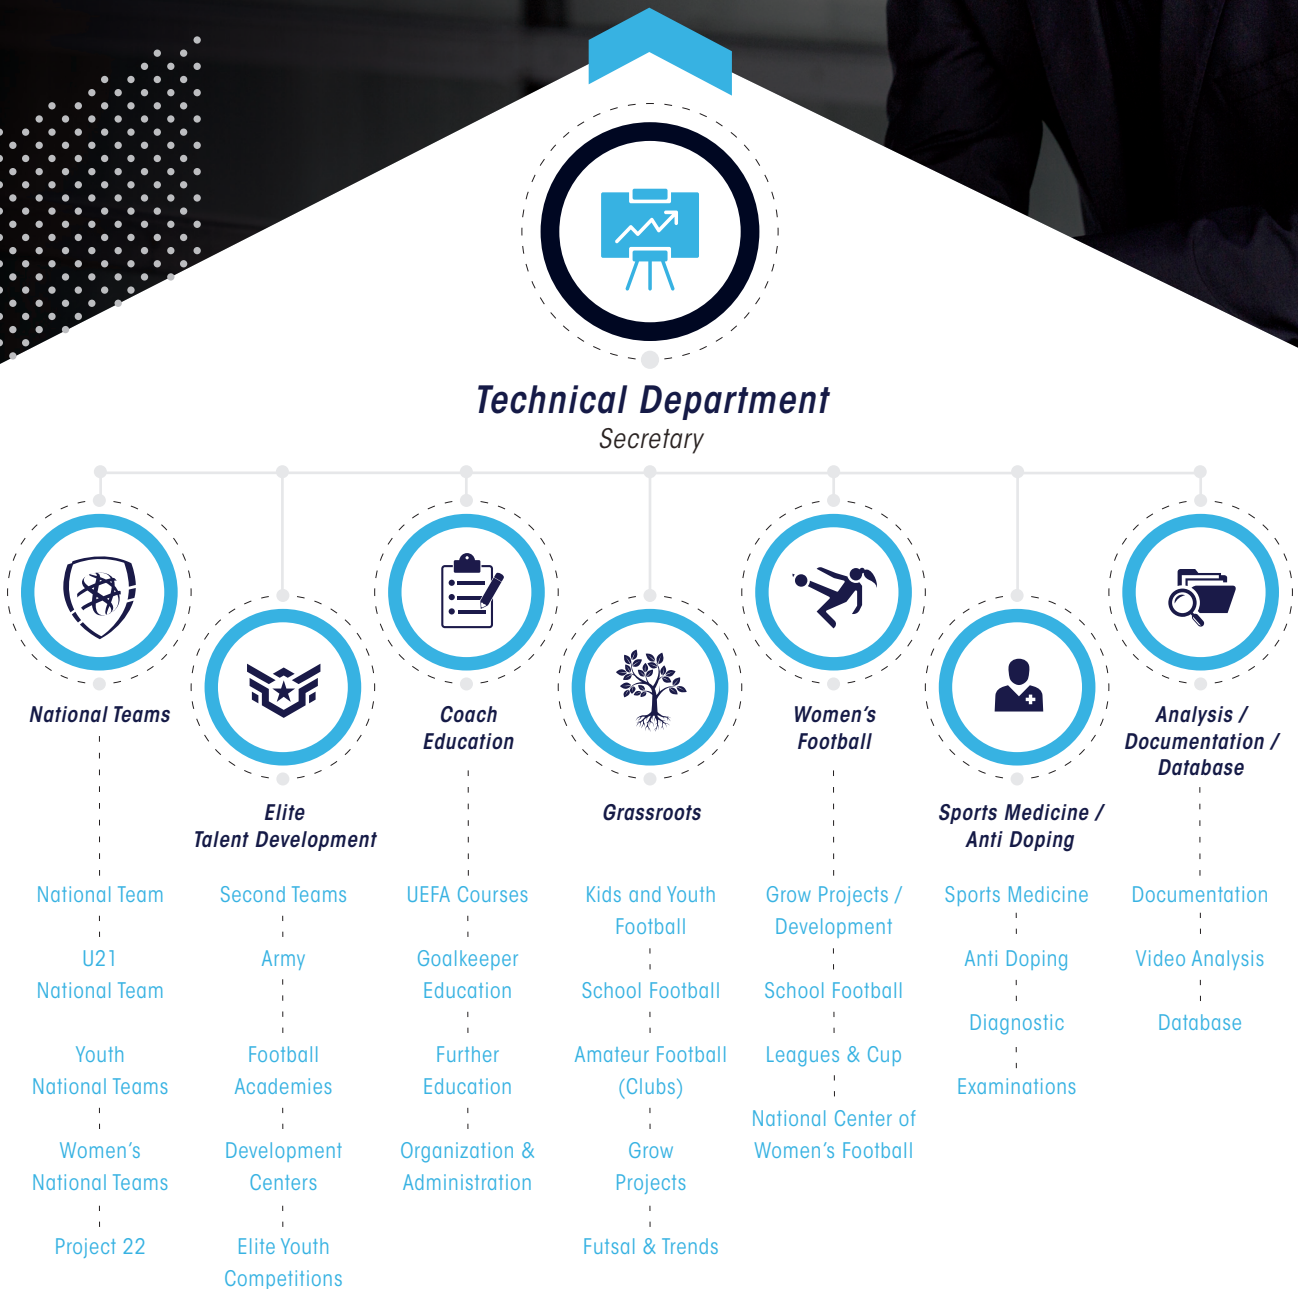 Technical Department
Secretary
National Teams
National Team
U21
National Team
Youth
National Teams
Women's
National Teams
Project 22
Elite
Talent Development
Second Teams
Army
Football
Academies
Development
Centers
Elite Youth
Competitions
Coach
Education
UEFA Courses
Goalkeeper
Education
Further
Education
Organization &
Administration
Grassroots
Kids and Youth
Football
School Football
Amateur Football
(Clubs)
Grow
Projects
Futsal & Trends
Women's
Football
Grow Projects /
Development
School Football
Leagues & Cup
National Center of
Women's Football
Sports Medicine /
Anti Doping
Sports Medicine
Anti Doping
Diagnostic
Examinations
Analysis /
Documentation /
Database
Documentation
Video Analysis
Database